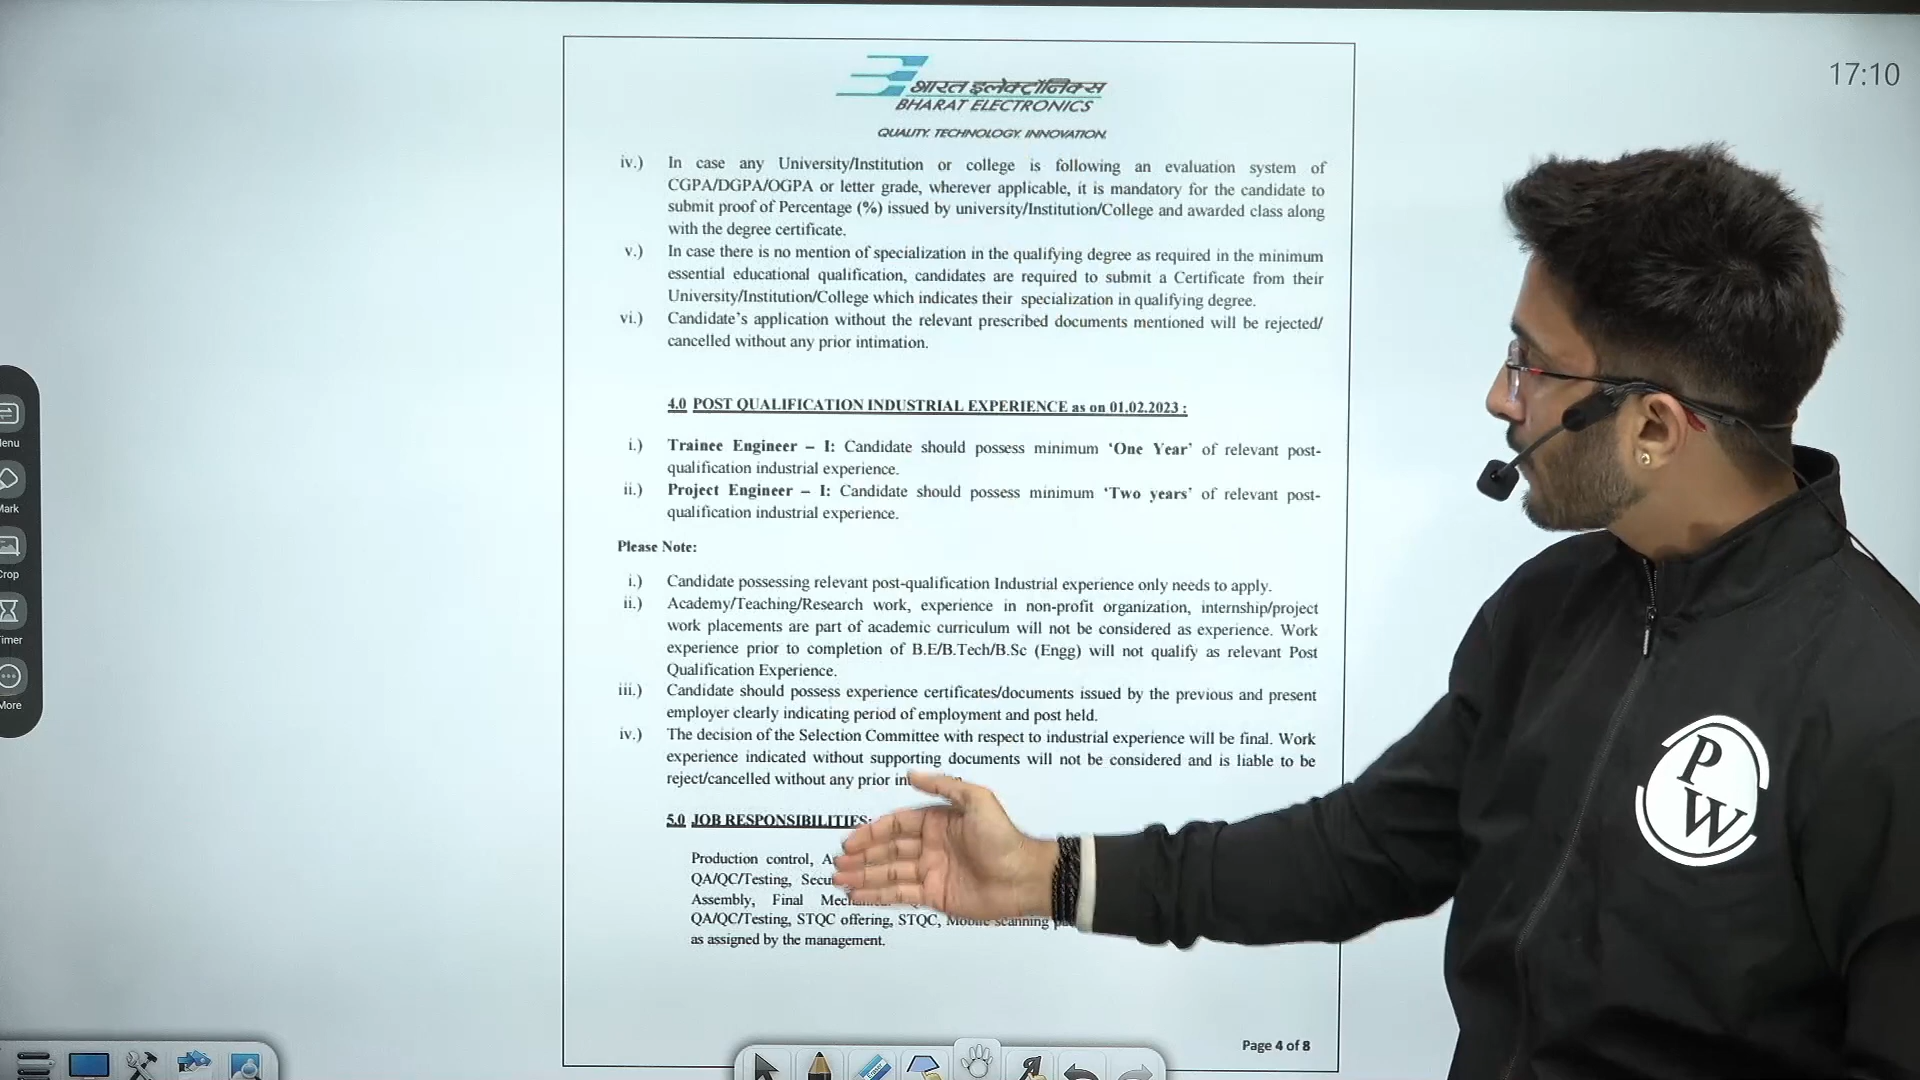 17:10
भारत इलेक्ट्रॉनिक्स
BHARAT ELECTRONICS
QUALITY. TECHNOLOGY. INNOVATION.
iv.) In case any University/Institution or college is following an evaluation system of
CGPA/DGPA/OGPA or letter grade, wherever applicable, it is mandatory for the candidate to
submit proof of Percentage (%) issued by university/Institution/College and awarded class along
with the degree certificate.
v.) In case there is no mention of specialization in the qualifying degree as required in the minimum
essential educational qualification, candidates are required to submit a Certificate from their
University/Institution/College which indicates their specialization in qualifying degree.
vi.) Candidate's application without the relevant prescribed documents mentioned will be rejected/
cancelled without any prior intimation.
4.0 POST QUALIFICATION INDUSTRIAL EXPERIENCE as on 01.02.2023 :
i.) Trainee Engineer – I: Candidate should possess minimum ‘One Year’ of relevant post-
qualification industrial experience.
ii.) Project Engineer – I: Candidate should possess minimum ‘Two years’ of relevant post-
qualification industrial experience.
Please Note:
i.) Candidate possessing relevant post-qualification Industrial experience only needs to apply.
ii.) Academy/Teaching/Research work, experience in non-profit organization, internship/project
work placements are part of academic curriculum will not be considered as experience. Work
experience prior to completion of B.E/B.Tech/B.Sc (Engg) will not qualify as relevant Post
Qualification Experience.
iii.) Candidate should possess experience certificates/documents issued by the previous and present
employer clearly indicating period of employment and post held.
iv.) The decision of the Selection Committee with respect to industrial experience will be final. Work
experience indicated without supporting documents will not be considered and is liable to be
reject/cancelled without any prior
5.0 JOB RESPONSIBILITIES:
Production control,
QA/QC/Testing,
Assembly, Final
QA/QC/Testing, STQC offering, STQC, Mobile scanning
as assigned by the management.
Page 4 of 8
enu
Mark
Crop
imer
More
P
W